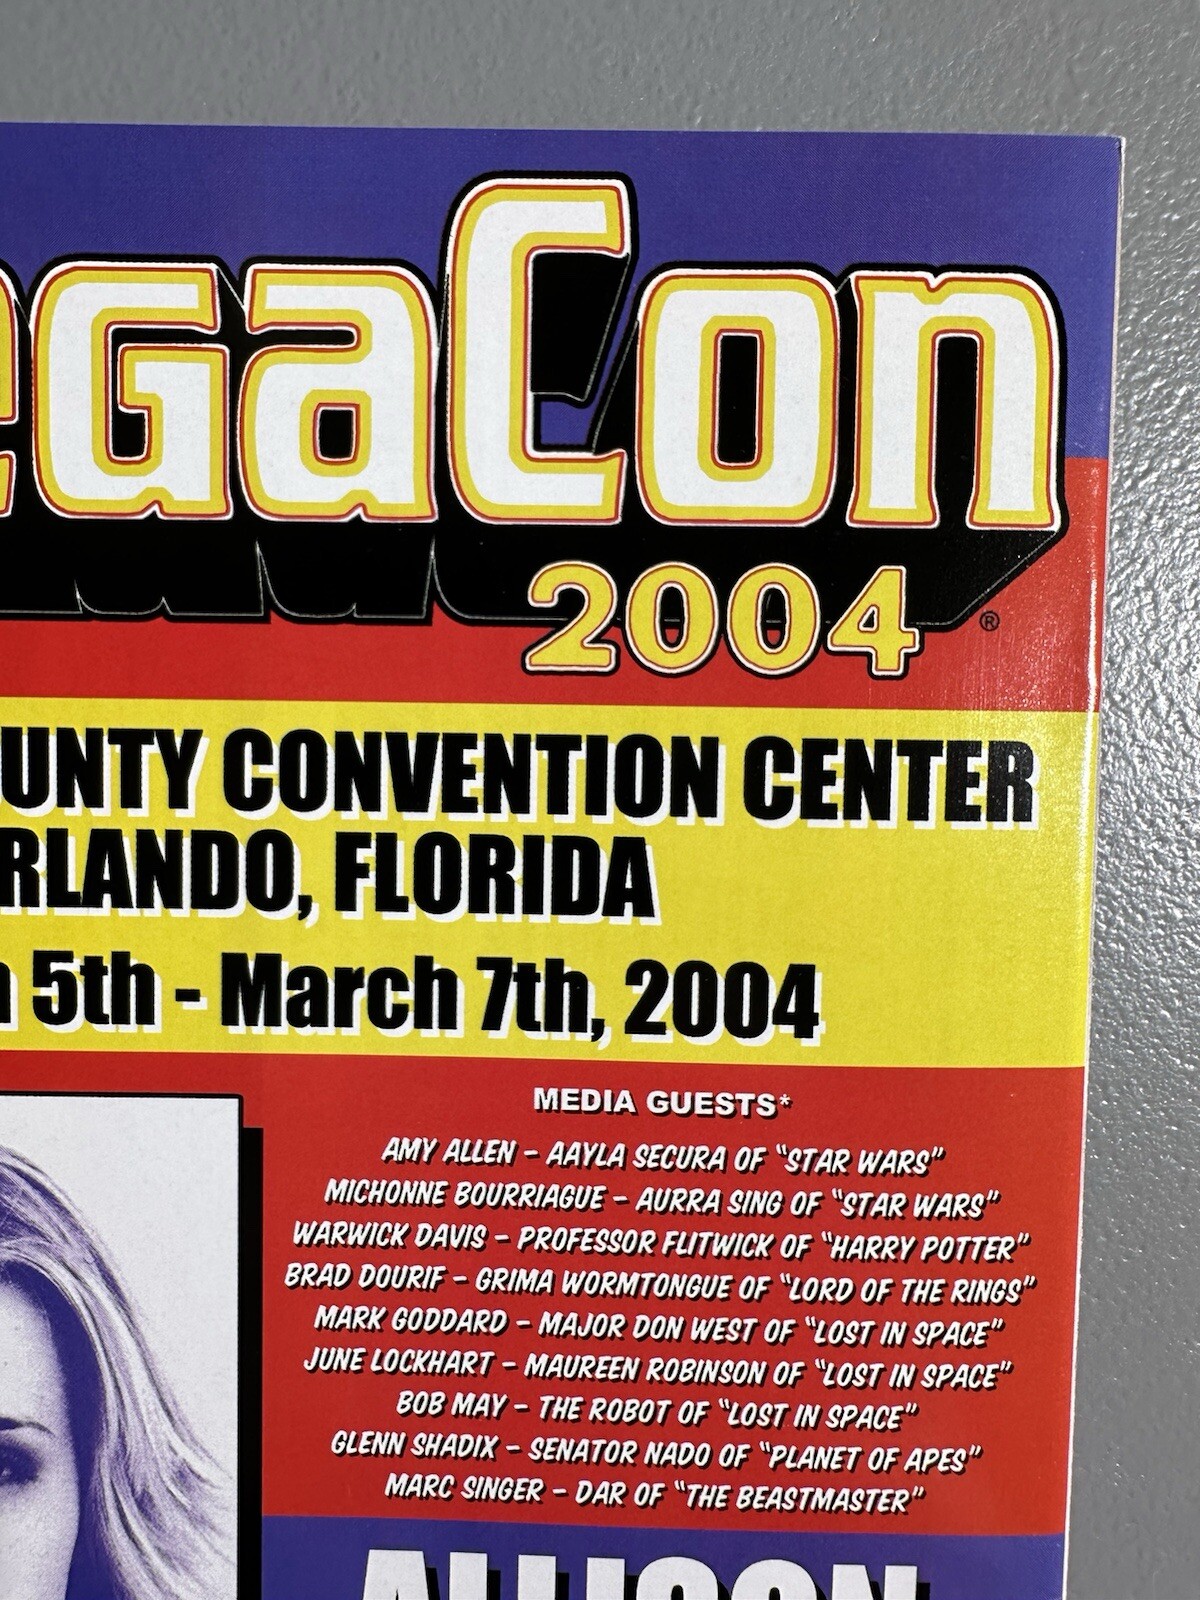 egaCon
2004
®
OUNTY CONVENTION CENTER
RLANDO, FLORIDA
h 5th - March 7th, 2004
MEDIA GUESTS*
AMY ALLEN – AAYLA SECURA OF "STAR WARS"
MICHONNE BOURRIAGUE – AURRA SING OF "STAR WARS"
WARWICK DAVIS – PROFESSOR FLITWICK OF "HARRY POTTER"
BRAD DOURIF – GRIMA WORMTONGUE OF "LORD OF THE RINGS"
MARK GODDARD – MAJOR DON WEST OF "LOST IN SPACE"
JUNE LOCKHART – MAUREEN ROBINSON OF "LOST IN SPACE"
BOB MAY – THE ROBOT OF "LOST IN SPACE"
GLENN SHADIX – SENATOR NADO OF "PLANET OF APES"
MARC SINGER – DAR OF "THE BEASTMASTER"
ALLISON